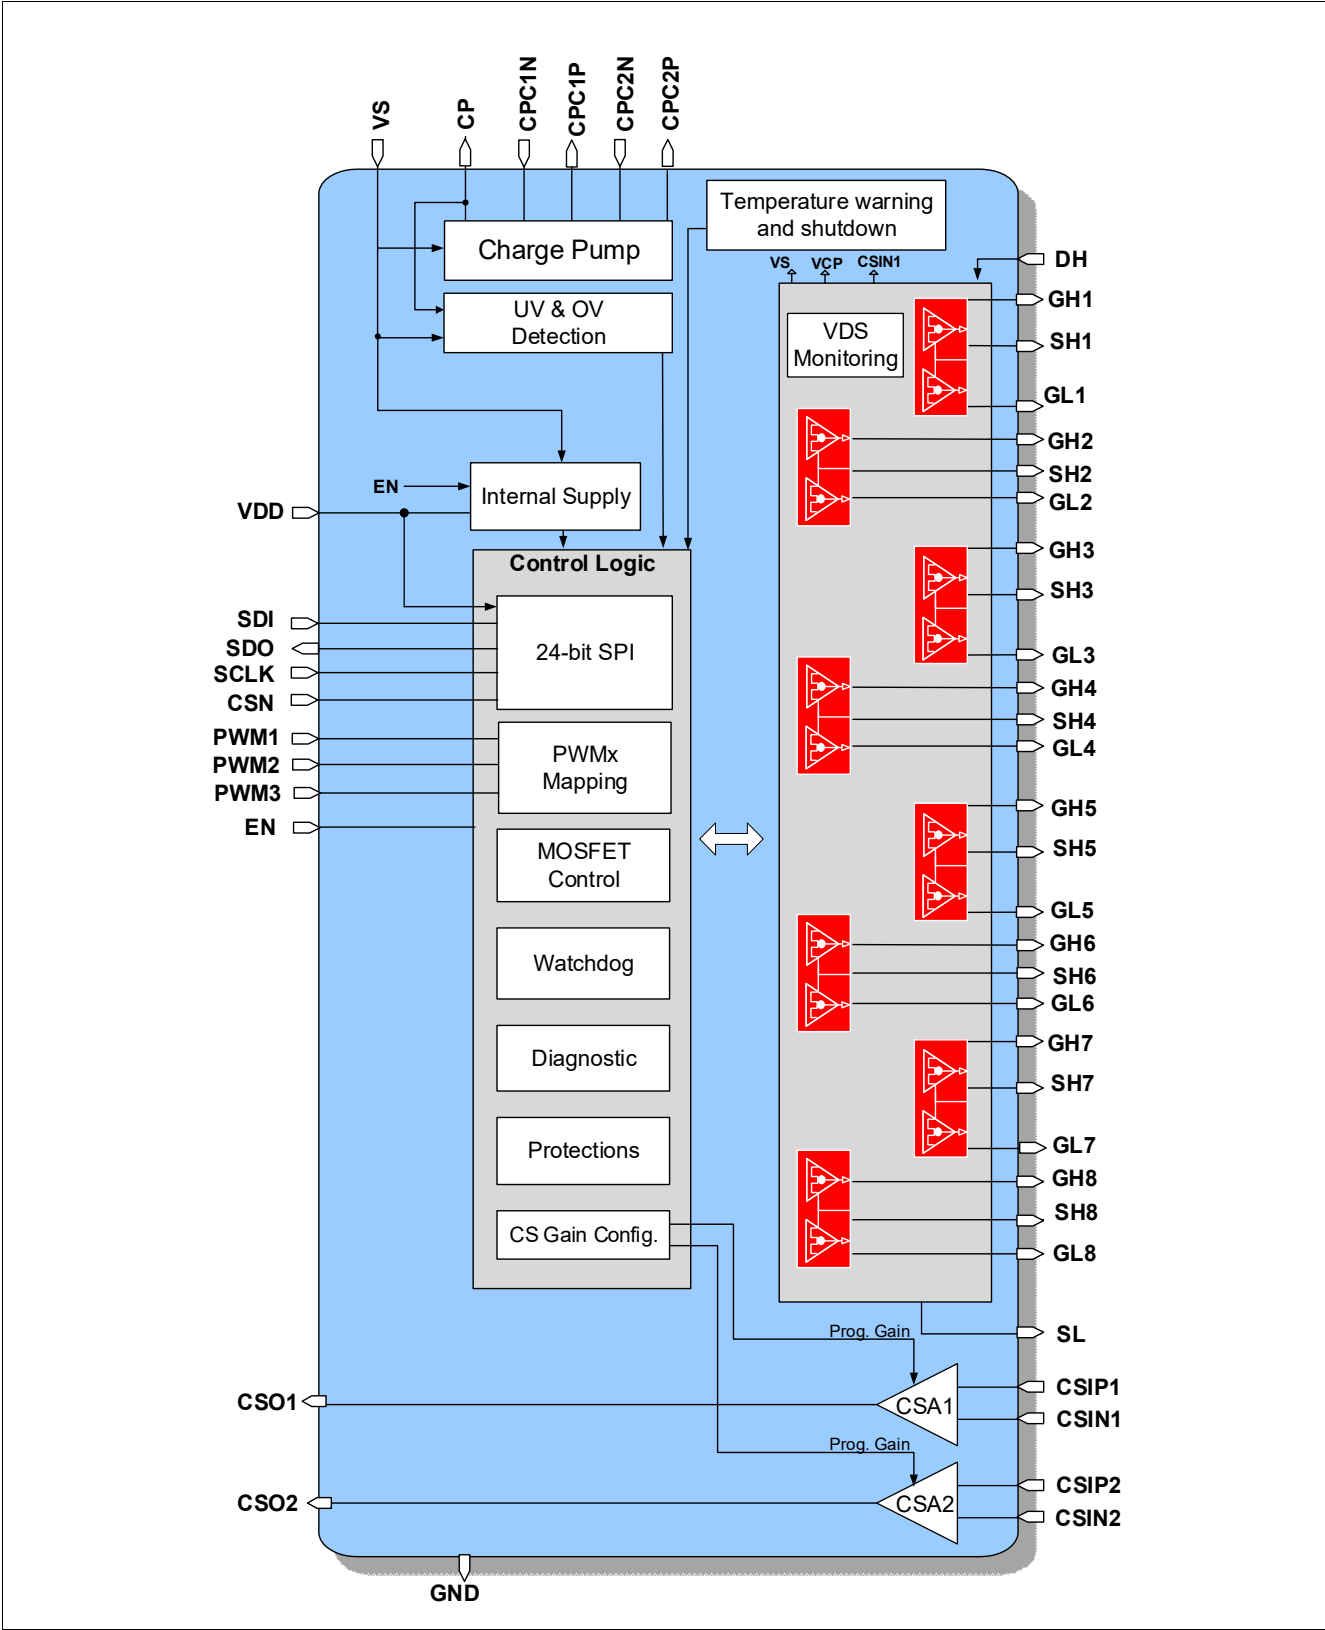 VS
CP
CPC1N
CPC1P
CPC2N
CPC2P
Temperature warning
and shutdown
Charge Pump
UV & OV
Detection
VS
VCP
CSIN1
VDS
Monitoring
DH
GH1
SH1
GL1
GH2
SH2
GL2
GH3
SH3
GL3
GH4
SH4
GL4
GH5
SH5
GL5
GH6
SH6
GL6
GH7
SH7
GL7
GH8
SH8
GL8
SL
EN
Internal Supply
VDD
Control Logic
SDI
SDO
SCLK
CSN
24-bit SPI
PWM1
PWM2
PWM3
PWMx
Mapping
EN
MOSFET
Control
Watchdog
Diagnostic
Protections
CS Gain Config.
Prog. Gain
CSO1
CSA1
CSIP1
CSIN1
Prog. Gain
CSO2
CSA2
CSIP2
CSIN2
GND